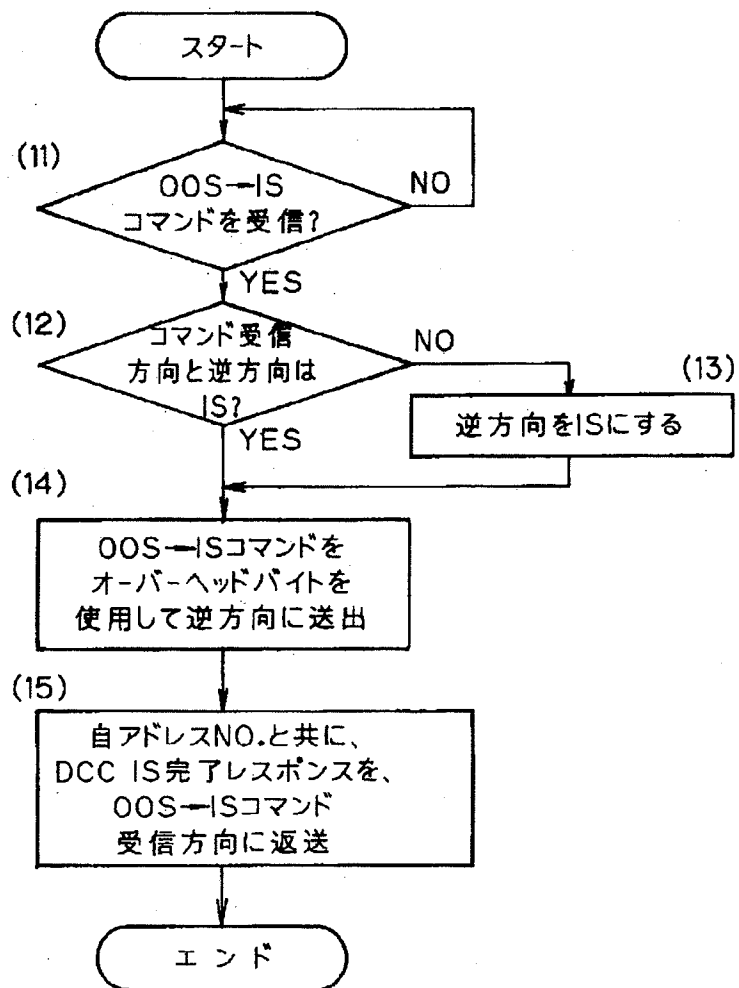 スタート
(11)
OOS→IS
コマンドを受信?
NO
YES
(12)
コマンド受信
方向と逆方向は
IS?
NO
YES
(13)
逆方向をISにする
(14)
OOS→ISコマンドを
オーバーヘッドバイトを
使用して逆方向に送出
(15)
自アドレスNO.と共に、
DCC IS完了レスポンスを、
OOS→ISコマンド
受信方向に返送
エンド